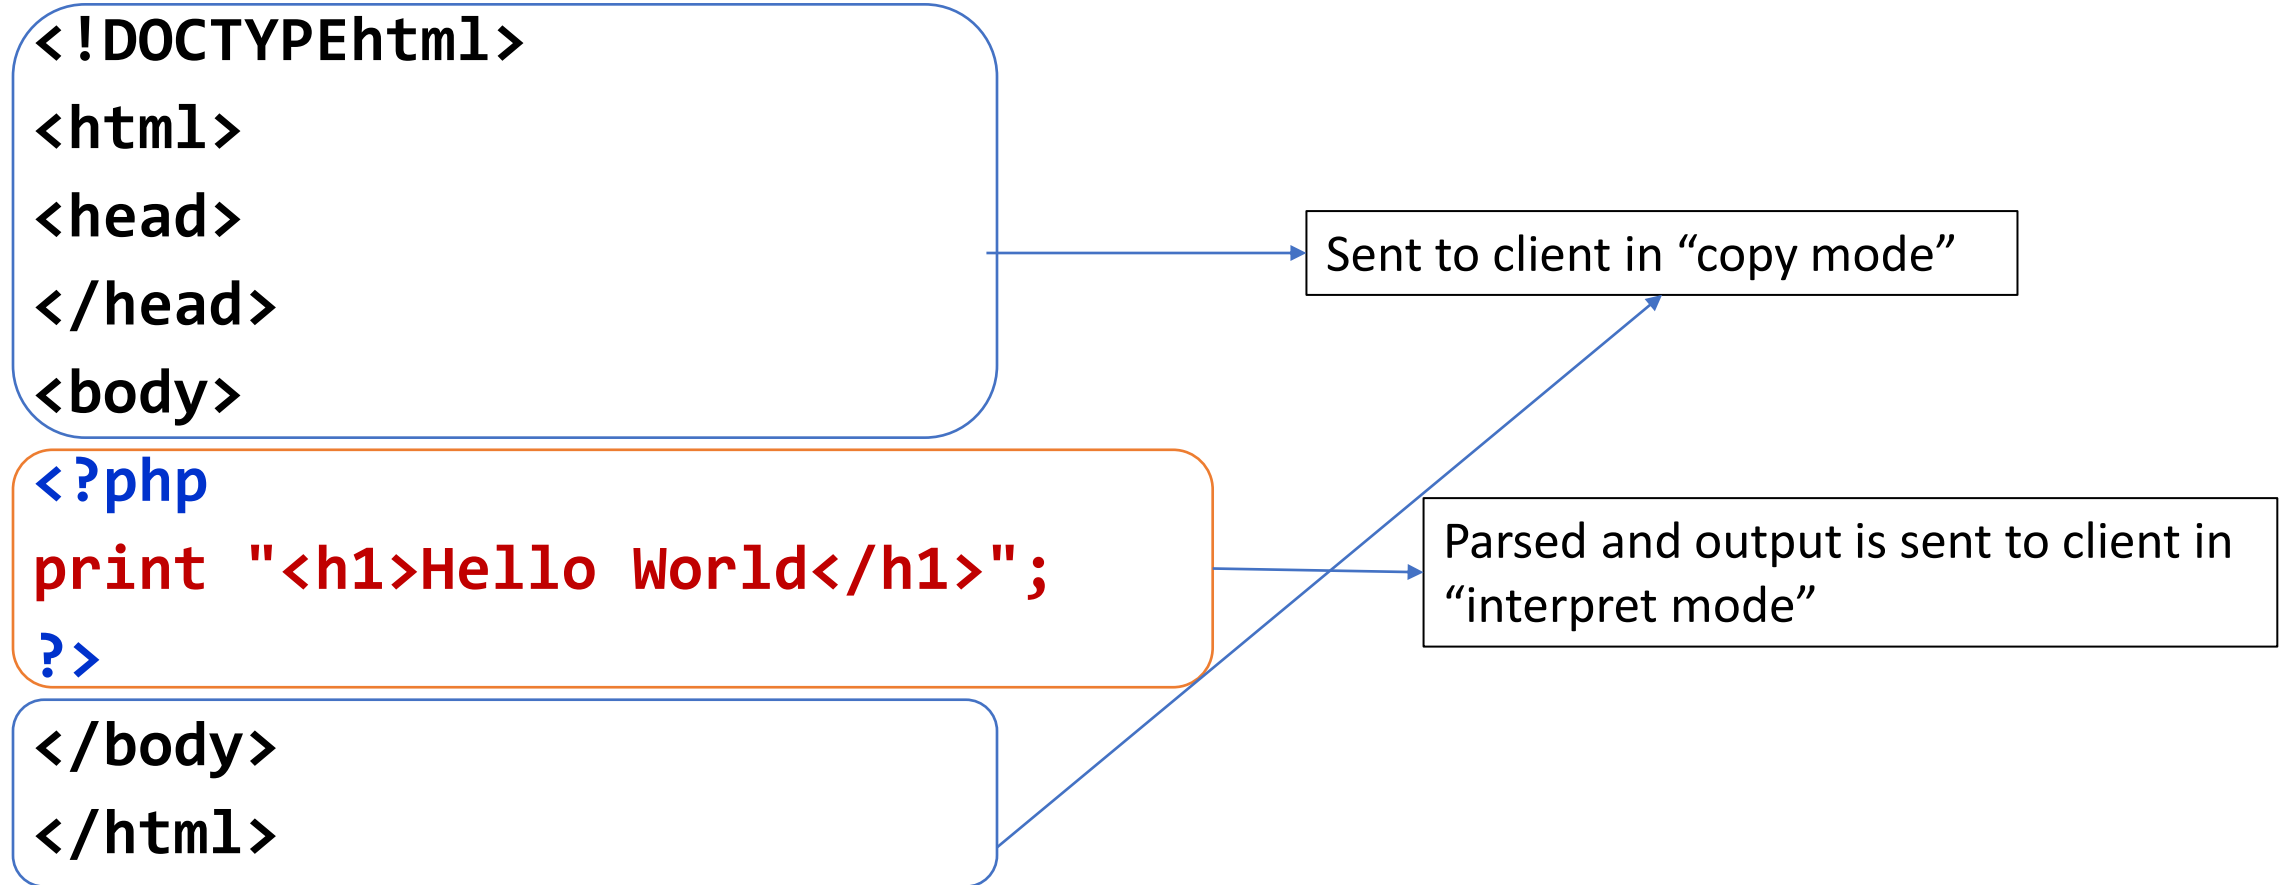 <!DOCTYPEhtml>
<html>
<head>
</head>
<body>
<?php
print "<h1>Hello World</h1>";
?>
</body>
</html>
Sent to client in “copy mode”
Parsed and output is sent to client in
“interpret mode”